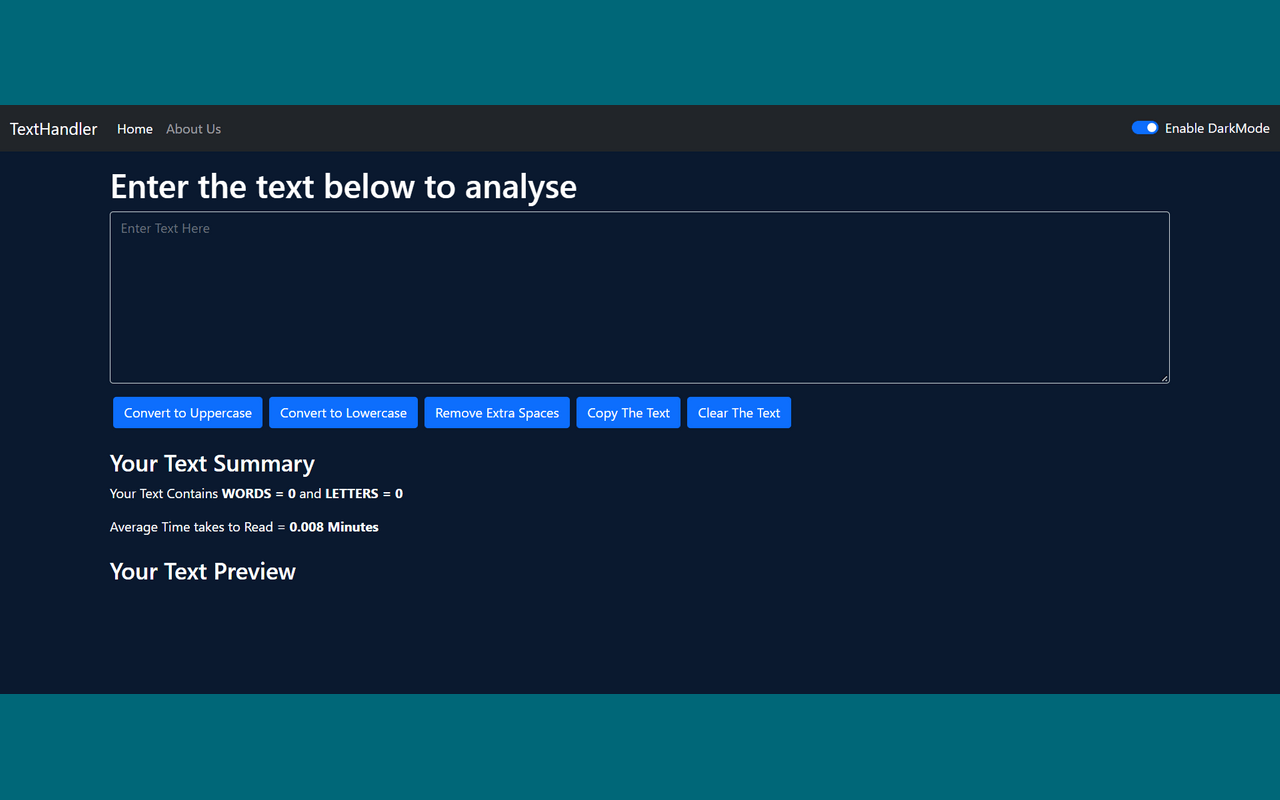 TextHandler Home About Us Enable DarkMode
Enter the text below to analyse
Enter Text Here
Convert to Uppercase Convert to Lowercase Remove Extra Spaces Copy The Text Clear The Text
Your Text Summary
Your Text Contains WORDS = 0 and LETTERS = 0
Average Time takes to Read = 0.008 Minutes
Your Text Preview